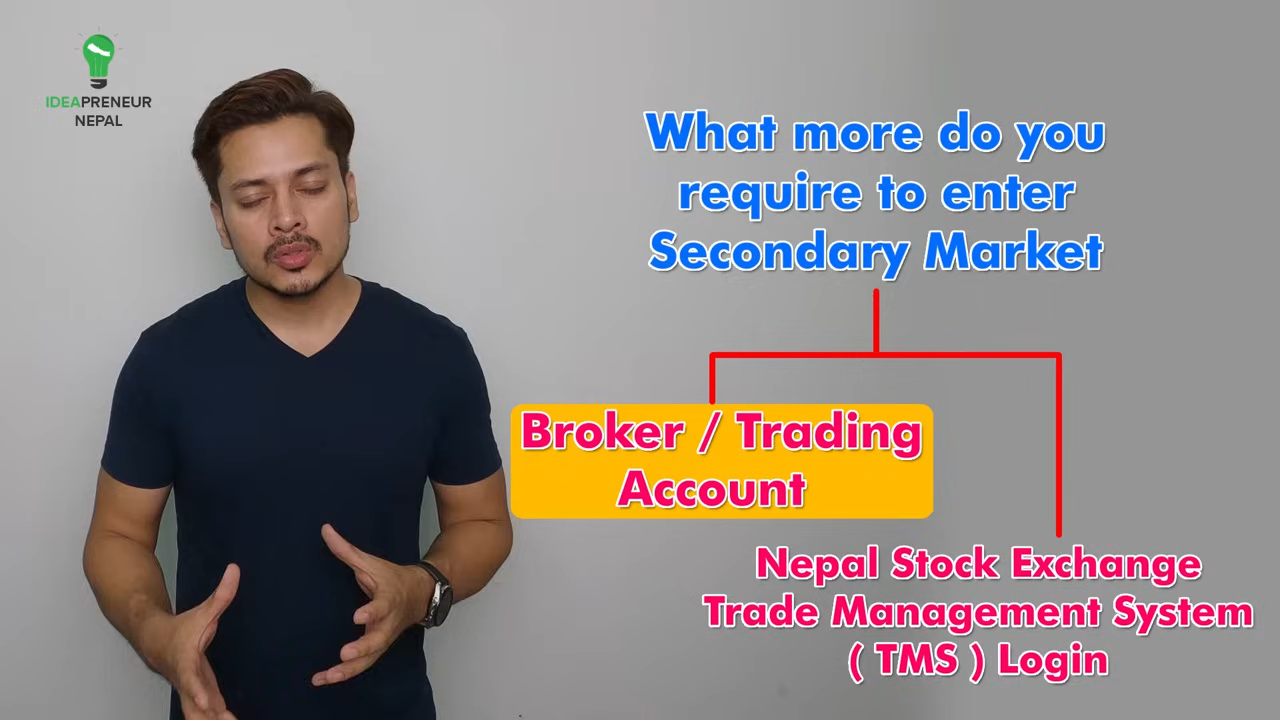 IDEAPRENEUR
NEPAL
What more do you
require to enter
Secondary Market
Broker / Trading
Account
Nepal Stock Exchange
Trade Management System
( TMS ) Login